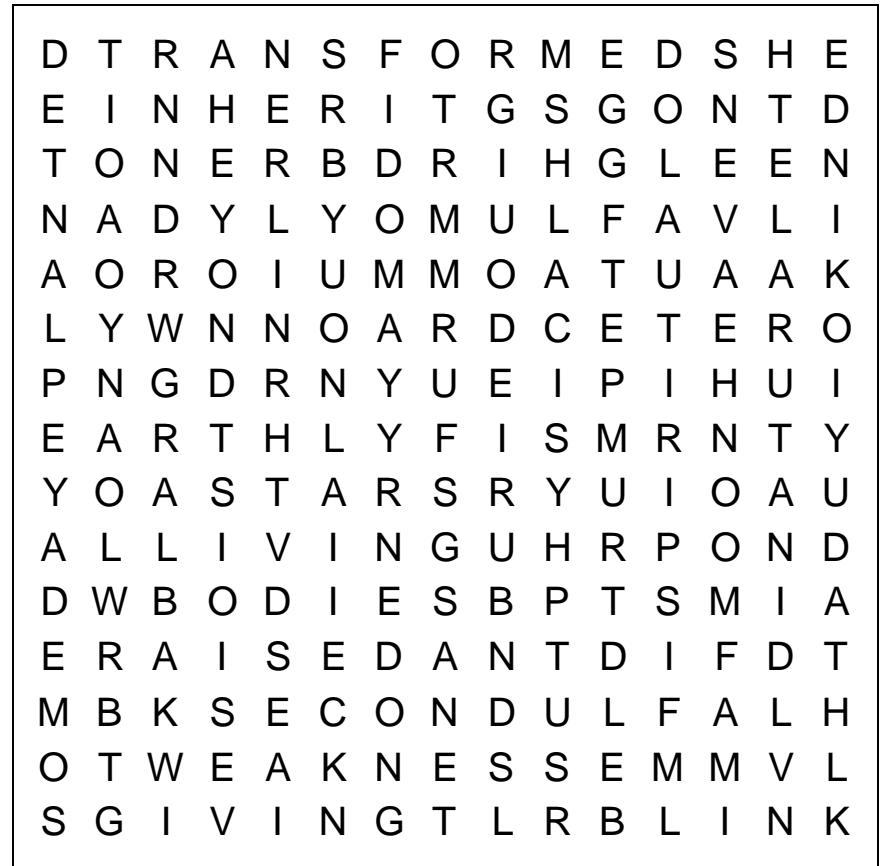 D T R A N S F O R M E D S H E
E I N H E R I T G S G O N T D
T O N E R B D R I H G L E E N
N A D Y L Y O M U L F A V L I
A O R O I U M M O A T U A A K
L Y W N N O A R D C E T E R O
P N G D R N Y U E I P I H U I
E A R T H L Y F I S M R N T Y
Y O A S T A R S R Y U I O A U
A L L I V I N G U H R P O N D
D W B O D I E S B P T S M I A
E R A I S E D A N T D I F D T
M B K S E C O N D U L F A L H
O T W E A K N E S S E M M V L
S G I V I N G T L R B L I N K